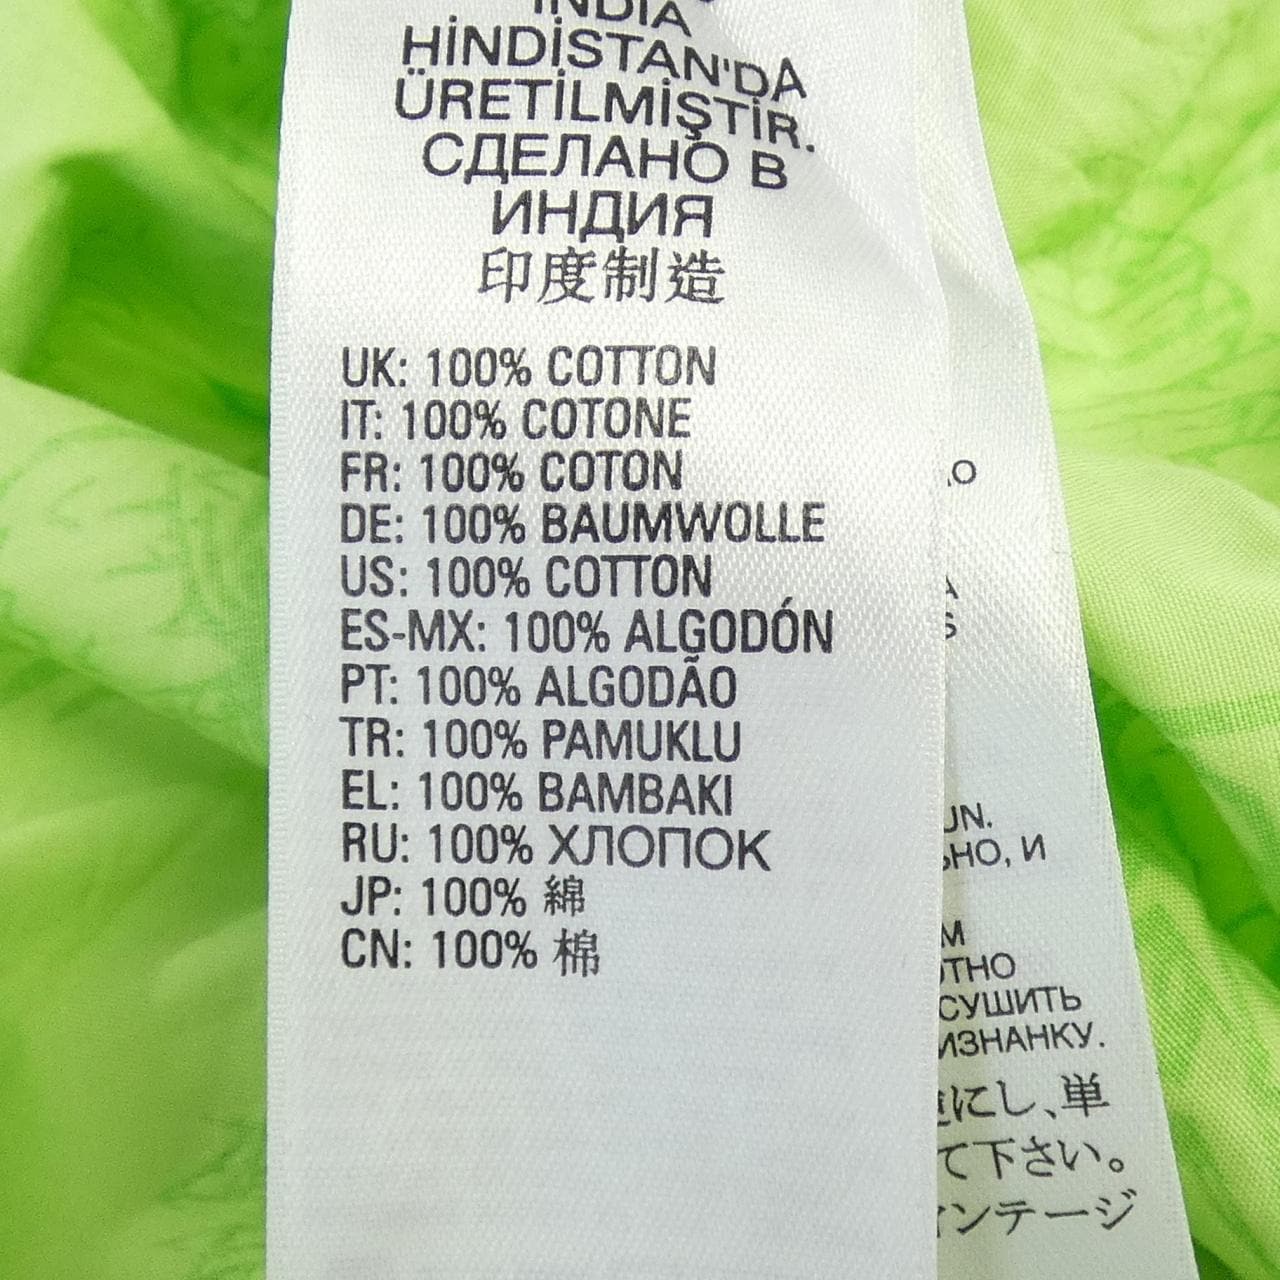 INDIA
HİNDİSTAN'DA
ÜRETİLMİŞTİR.
СДЕЛАНО В
ИНДИЯ
印度制造
UK: 100% COTTON
IT: 100% COTONE
FR: 100% COTON
DE: 100% BAUMWOLLE
US: 100% COTTON
ES-MX: 100% ALGODÓN
PT: 100% ALGODÃO
TR: 100% PAMUKLU
EL: 100% BAMBAKI
RU: 100% ХЛОПОК
JP: 100% 綿
CN: 100% 棉
И
СУШИТЬ
ИЗНАНКУ.
にし、単
て下さい。
ンテージ